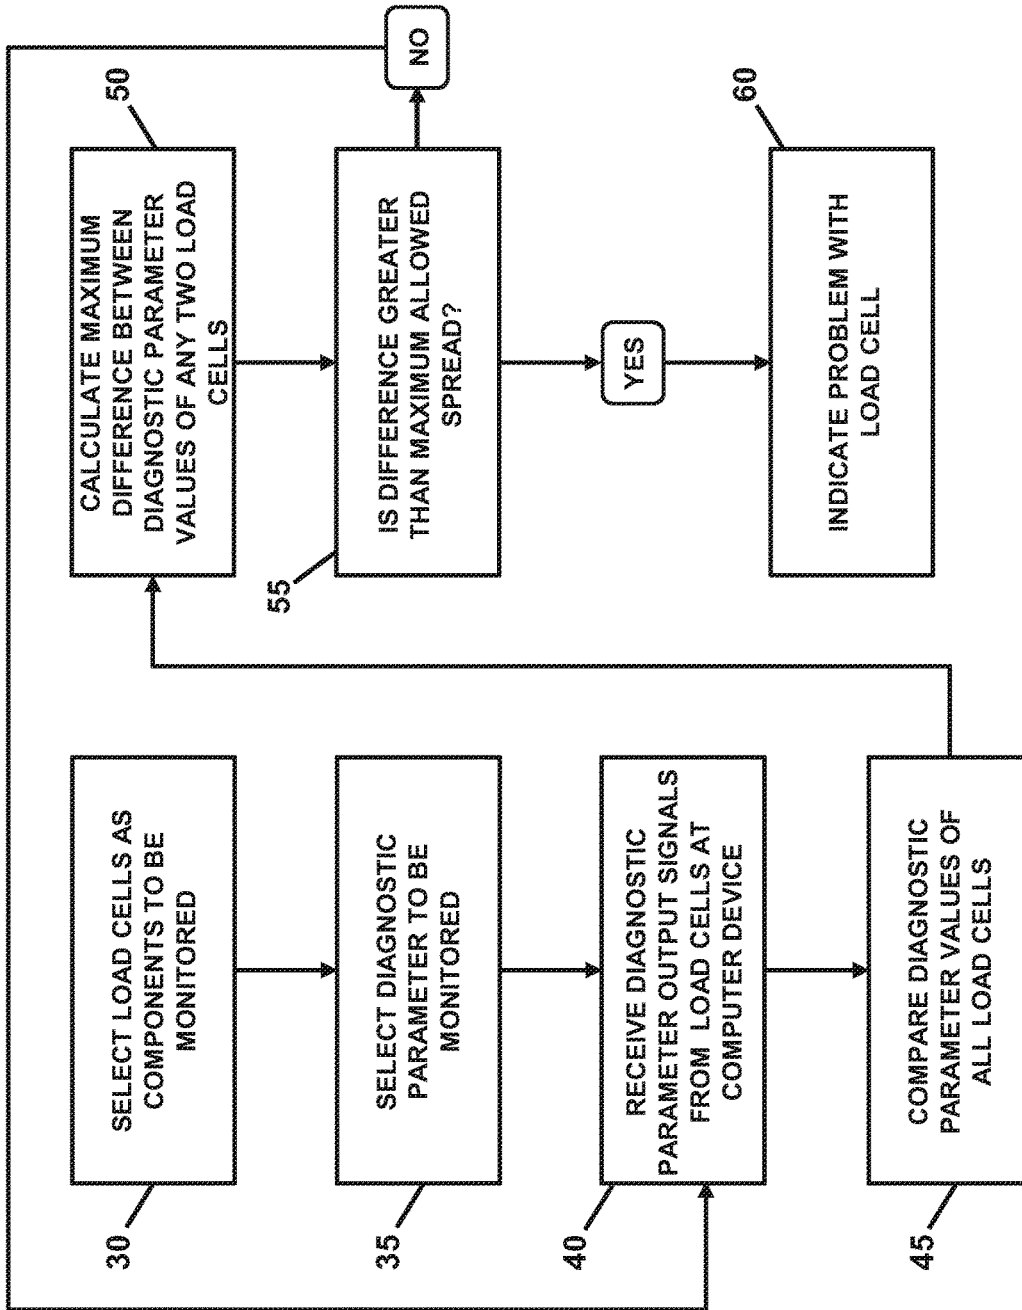 30
SELECT LOAD CELLS AS
COMPONENTS TO BE
MONITORED
35
SELECT DIAGNOSTIC
PARAMETER TO BE
MONITORED
40
RECEIVE DIAGNOSTIC
PARAMETER OUTPUT SIGNALS
FROM LOAD CELLS AT
COMPUTER DEVICE
45
COMPARE DIAGNOSTIC
PARAMETER VALUES OF
ALL LOAD CELLS
50
CALCULATE MAXIMUM
DIFFERENCE BETWEEN
DIAGNOSTIC PARAMETER
VALUES OF ANY TWO LOAD
CELLS
55
IS DIFFERENCE GREATER
THAN MAXIMUM ALLOWED
SPREAD?
NO
YES
60
INDICATE PROBLEM WITH
LOAD CELL